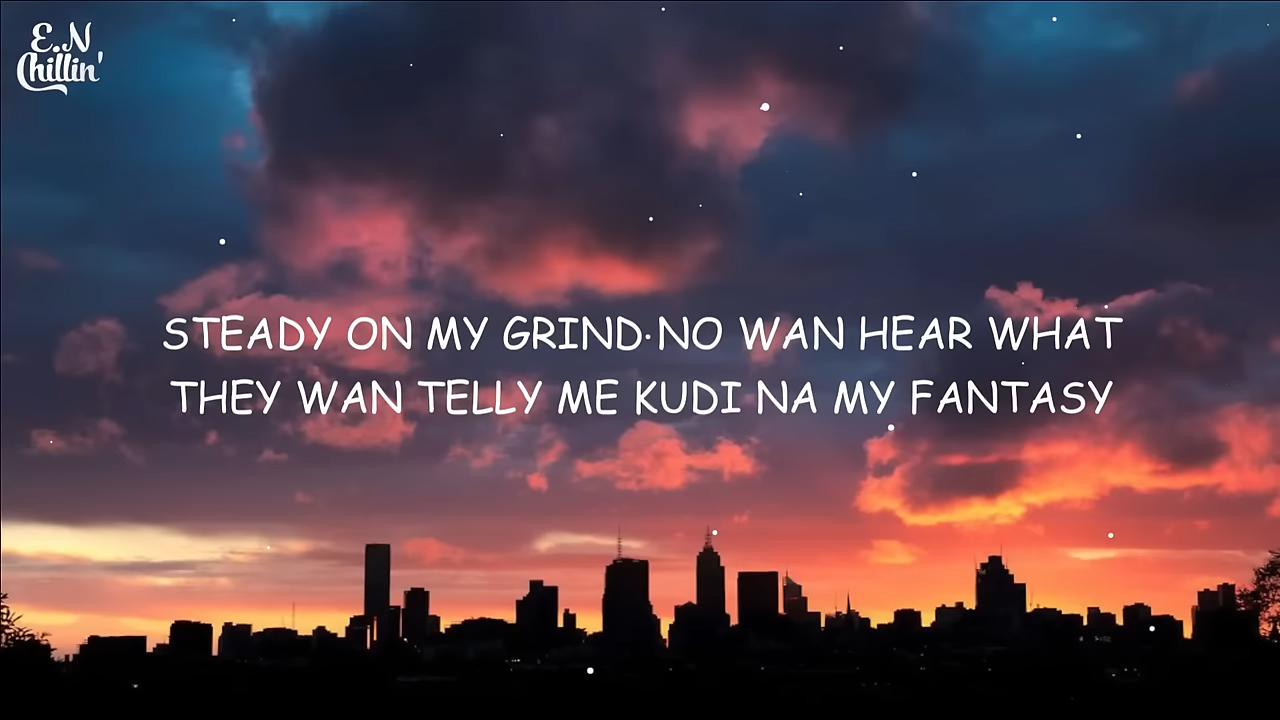 E.N
Chillin'
STEADY ON MY GRIND·NO WAN HEAR WHAT
THEY WAN TELLY ME KUDI NA MY FANTASY